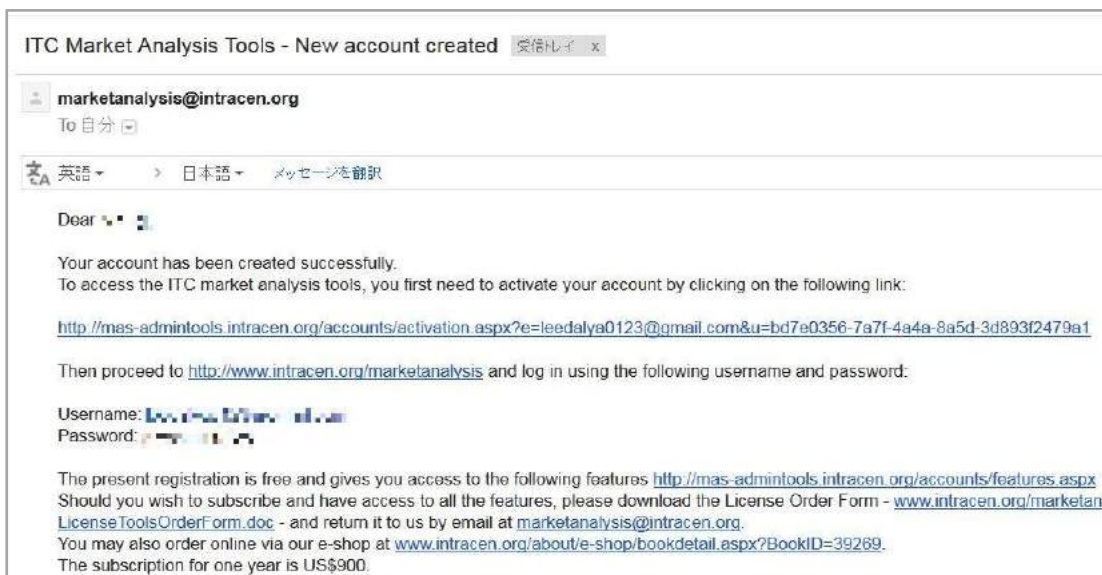 ITC Market Analysis Tools - New account created 受信トレイ x
marketanalysis@intracen.org
To 自分
英語 > 日本語 メッセージを翻訳
Dear
Your account has been created successfully.
To access the ITC market analysis tools, you first need to activate your account by clicking on the following link:
http://mas-admintools.intracen.org/accounts/activation.aspx?e=leedalya0123@gmail.com&u=bd7e0356-7a7f-4a4a-8a5d-3d893f2479a1
Then proceed to http://www.intracen.org/marketanalysis and log in using the following username and password:
Username:
Password:
The present registration is free and gives you access to the following features http://mas-admintools.intracen.org/accounts/features.aspx
Should you wish to subscribe and have access to all the features, please download the License Order Form - www.intracen.org/marketan
LicenseToolsOrderForm.doc - and return it to us by email at marketanalysis@intracen.org.
You may also order online via our e-shop at www.intracen.org/about/e-shop/bookdetail.aspx?BookID=39269.
The subscription for one year is US$900.